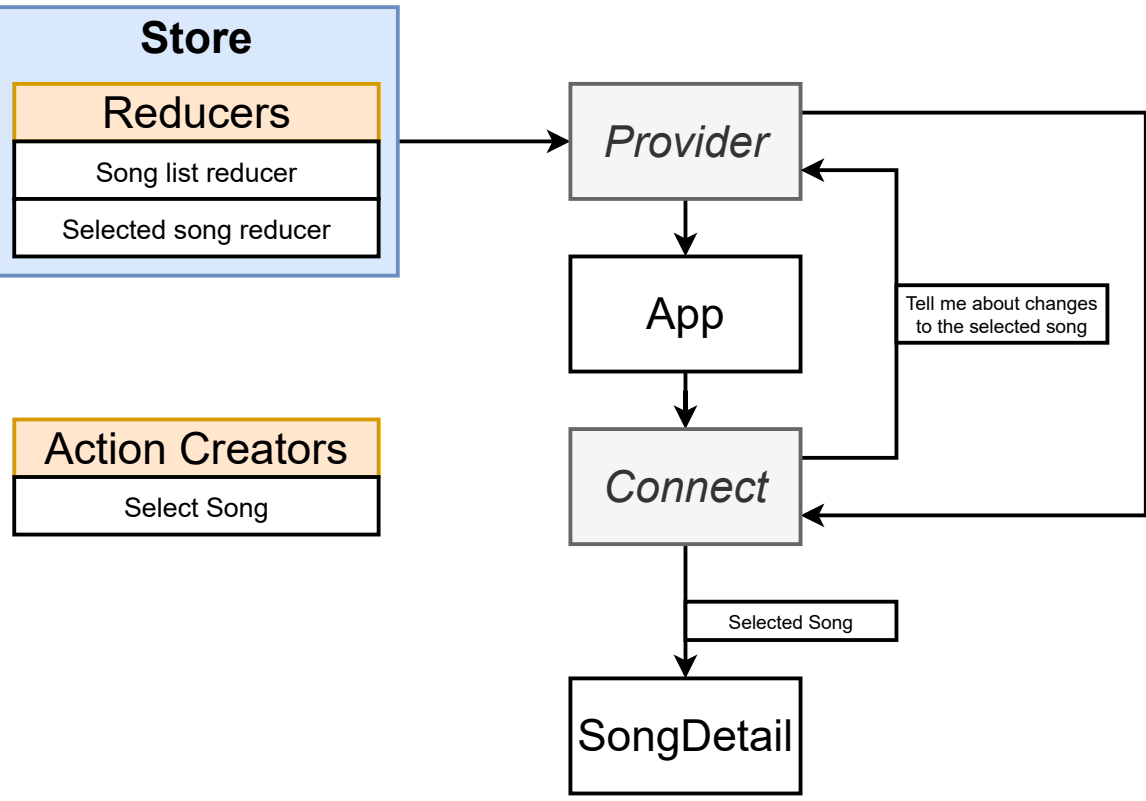 Store
Reducers
Song list reducer
Selected song reducer
Provider
App
Tell me about changes
to the selected song
Action Creators
Select Song
Connect
Selected Song
SongDetail